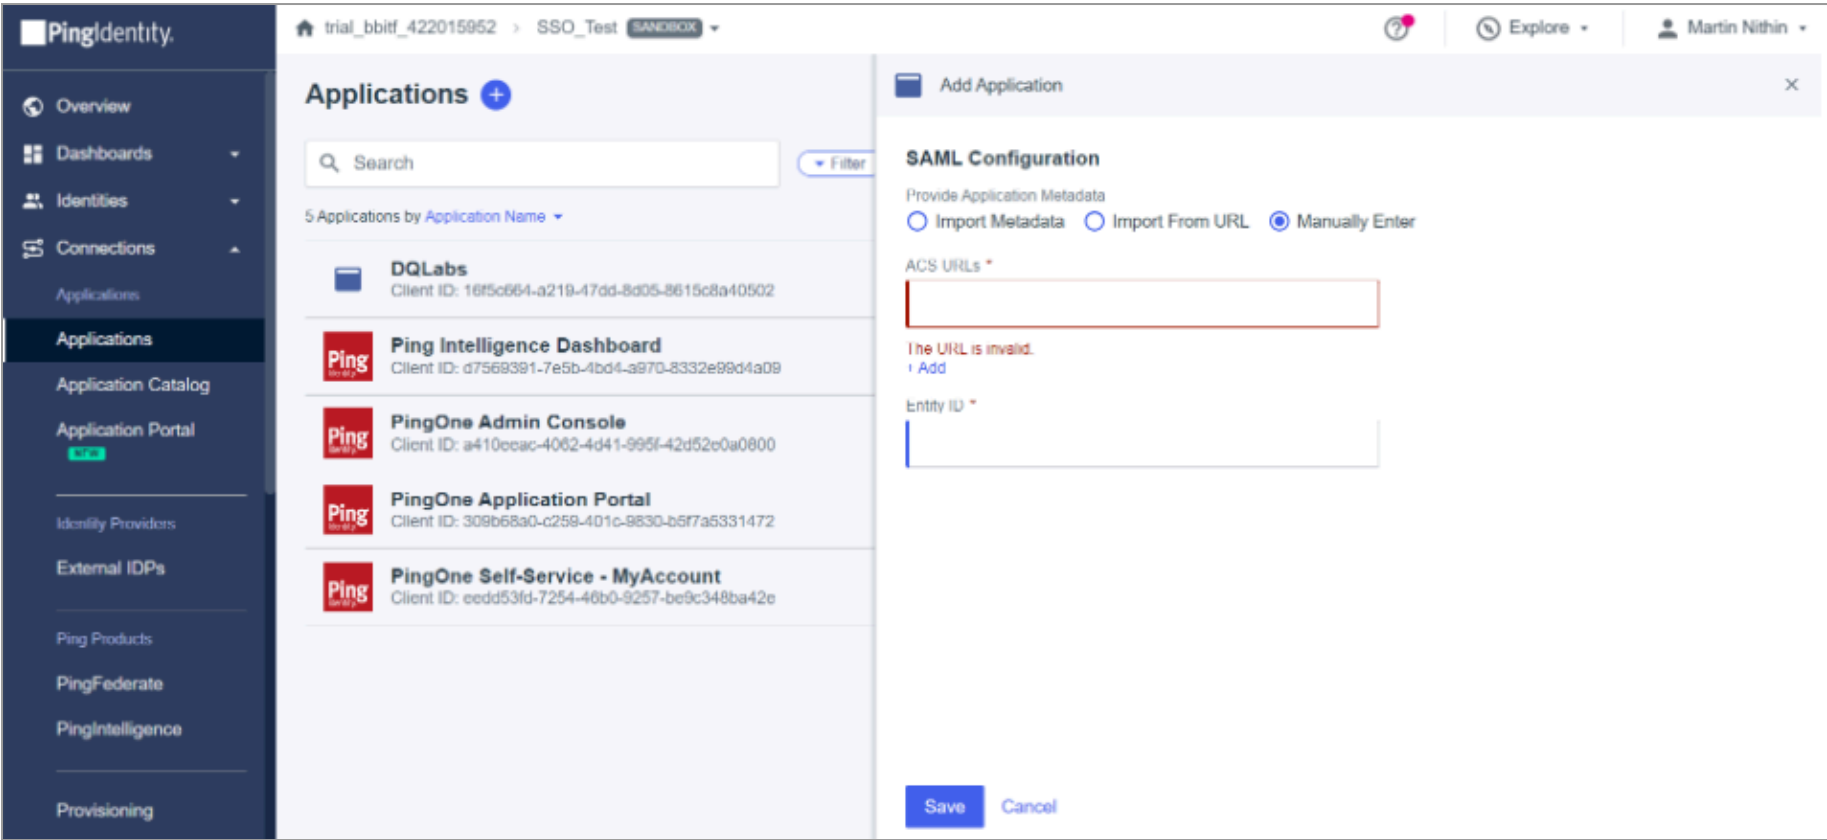 PingIdentity.
trial_bbitf_422015952 > SSO_Test SANDBOX
Explore
Martin Nithin
Overview
Dashboards
Identities
Connections
Applications
Applications
Application Catalog
Application Portal
NEW
Identity Providers
External IDPs
Ping Products
PingFederate
PingIntelligence
Provisioning
Applications
Search
Filter
5 Applications by Application Name
DQLabs
Client ID: 16f5c664-a219-47dd-8d05-8615c8a40502
Ping Intelligence Dashboard
Client ID: d7569391-7e5b-4bd4-a970-8332e99d4a09
PingOne Admin Console
Client ID: a410eeac-4062-4d41-995f-42d52e0a0800
PingOne Application Portal
Client ID: 309b68a0-c259-401c-9830-b5f7a5331472
PingOne Self-Service - MyAccount
Client ID: eedd53fd-7254-46b0-9257-be9c348ba42e
Ping
Ping
Ping
Ping
Add Application
SAML Configuration
Provide Application Metadata
Import Metadata Import From URL Manually Enter
ACS URLs *
The URL is invalid.
+ Add
Entity ID *
Save Cancel